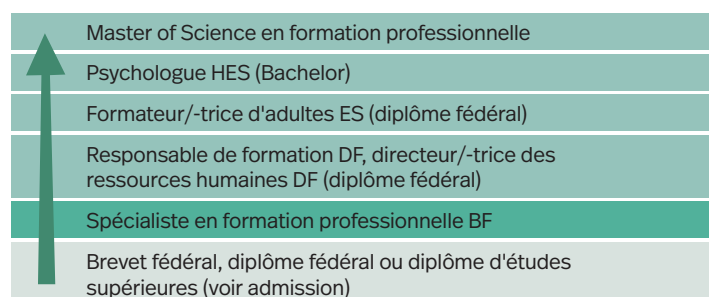 Master of Science en formation professionnelle
Psychologue HES (Bachelor)
Formateur/-trice d'adultes ES (diplôme fédéral)
Responsable de formation DF, directeur/-trice des
ressources humaines DF (diplôme fédéral)
Spécialiste en formation professionnelle BF
Brevet fédéral, diplôme fédéral ou diplôme d'études
supérieures (voir admission)